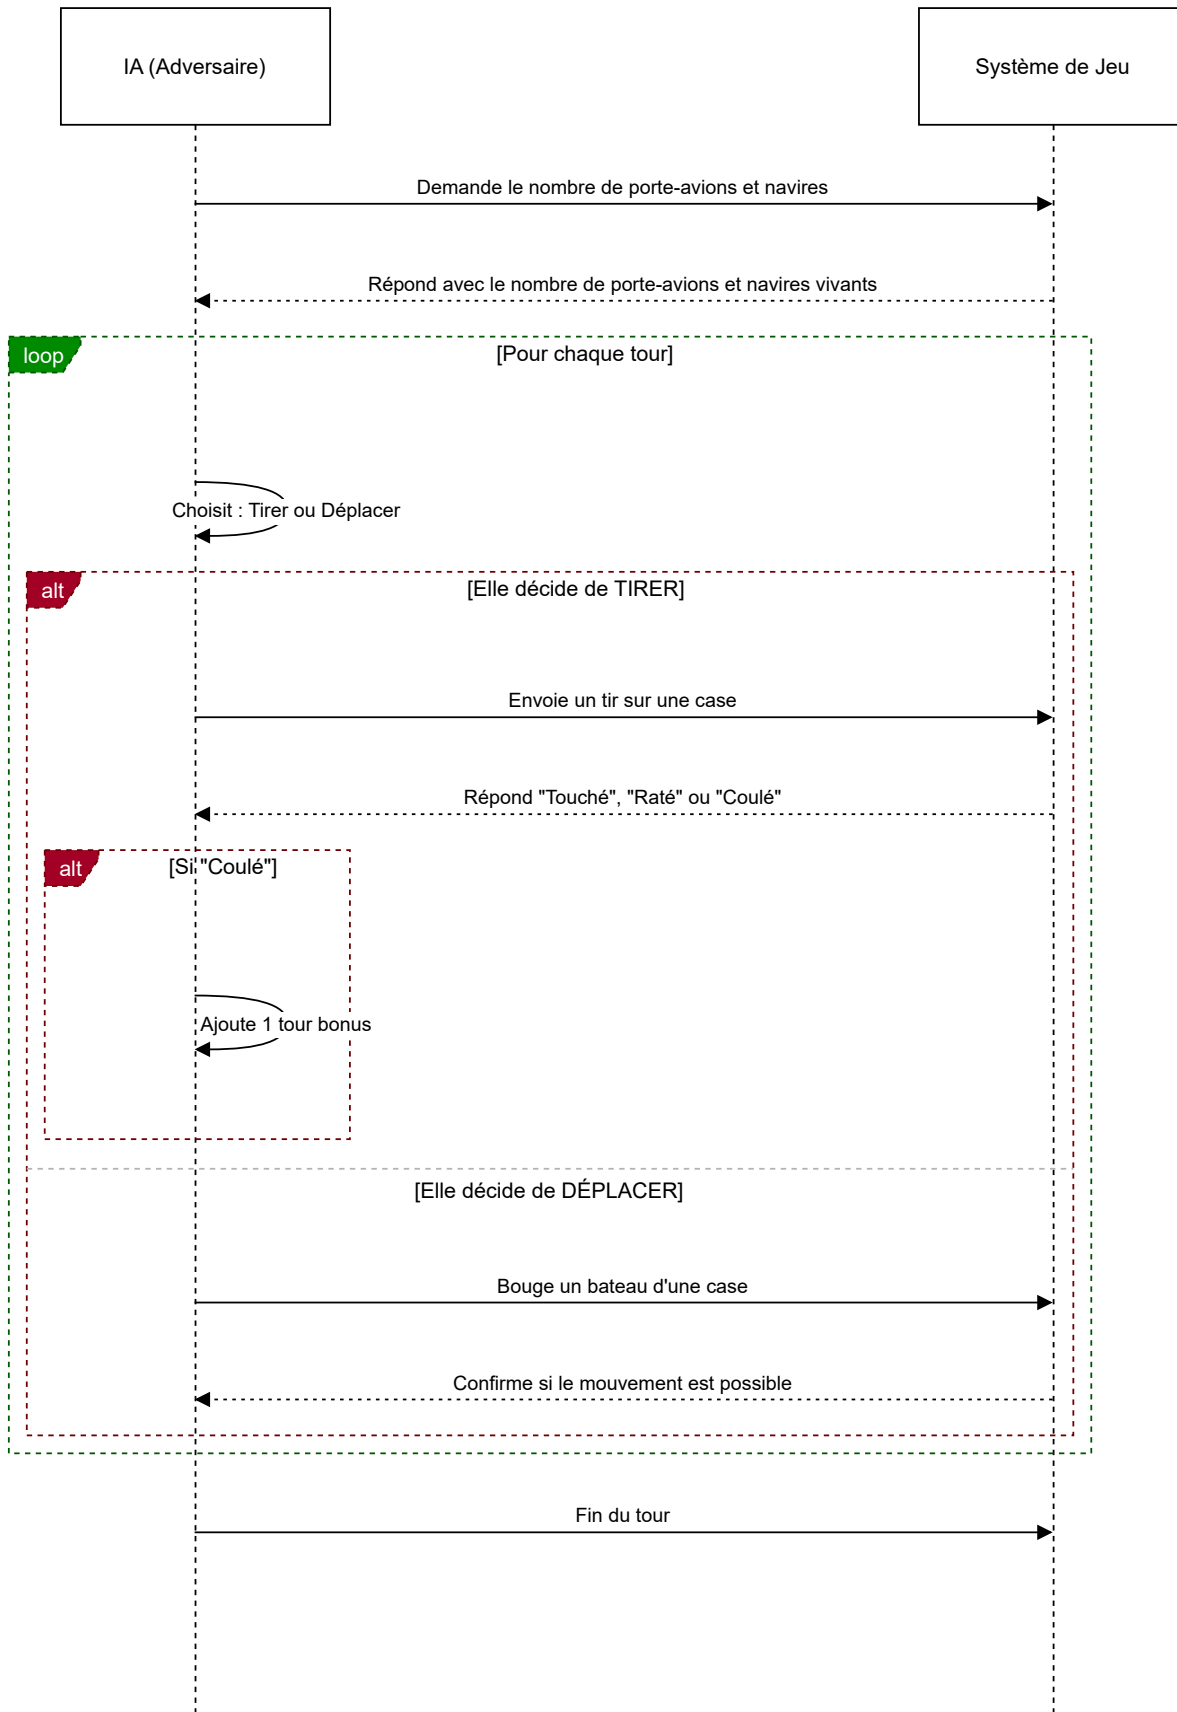 IA (Adversaire)
Système de Jeu
Demande le nombre de porte-avions et navires
Répond avec le nombre de porte-avions et navires vivants
loop
[Pour chaque tour]
Choisit : Tirer ou Déplacer
alt
[Elle décide de TIRER]
Envoie un tir sur une case
Répond "Touché", "Raté" ou "Coulé"
alt
[Si "Coulé"]
Ajoute 1 tour bonus
[Elle décide de DÉPLACER]
Bouge un bateau d'une case
Confirme si le mouvement est possible
Fin du tour